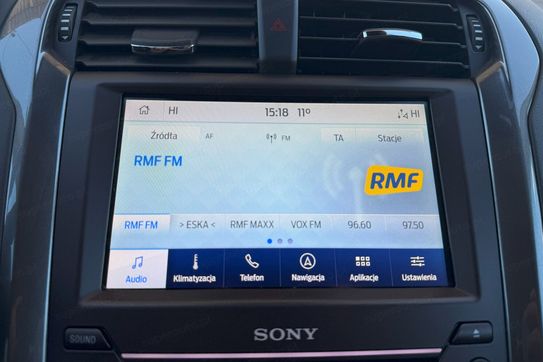 HI 15:18 11° HI
Źródła AF FM TA Stacje
RMF FM
RMF
RMF FM > ESKA < RMF MAXX VOX FM 96.60 97.50
Audio Klimatyzacja Telefon Nawigacja Aplikacje Ustawienia
SOUND SONY